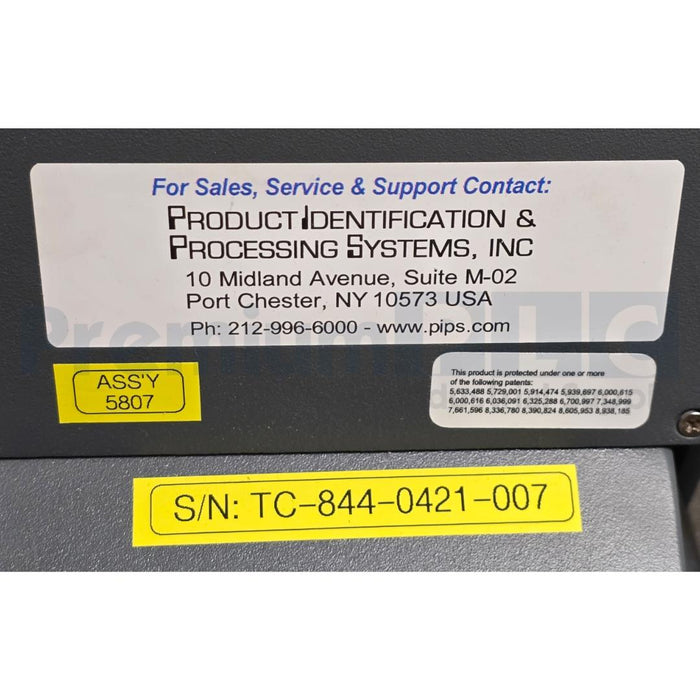 For Sales, Service & Support Contact:
PRODUCT IDENTIFICATION &
PROCESSING SYSTEMS, INC
10 Midland Avenue, Suite M-02
Port Chester, NY 10573 USA
Ph: 212-996-6000 - www.pips.com
PremiumPLC
ASS'Y
5807
This product is protected under one or more
of the following patents:
5,633,488 5,729,001 5,914,474 5,939,697 6,000,615
6,000,616 6,036,091 6,325,288 6,700,997 7,348,999
7,661,596 8,336,780 8,390,824 8,605,953 8,938,185
S/N: TC-844-0421-007